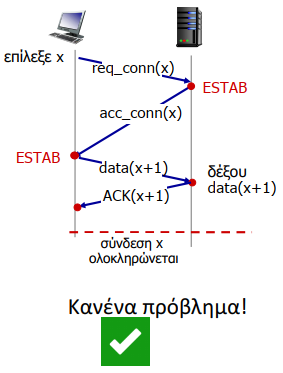 επίλεξε x
req_conn(x)
ESTAB
acc_conn(x)
ESTAB
data(x+1)
δέξου
data(x+1)
ACK(x+1)
σύνδεση x
ολοκληρώνεται
Κανένα πρόβλημα!